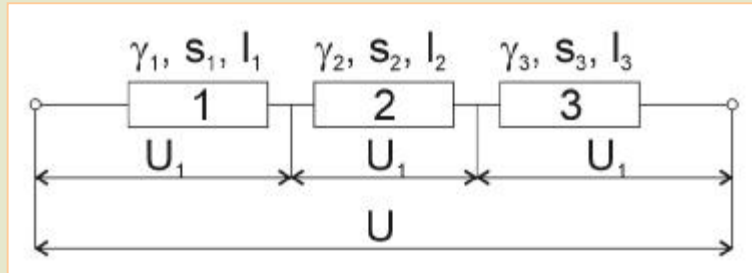 γ₁, s₁, l₁ γ₂, s₂, l₂ γ₃, s₃, l₃
1 2 3
U₁ U₁ U₁
U